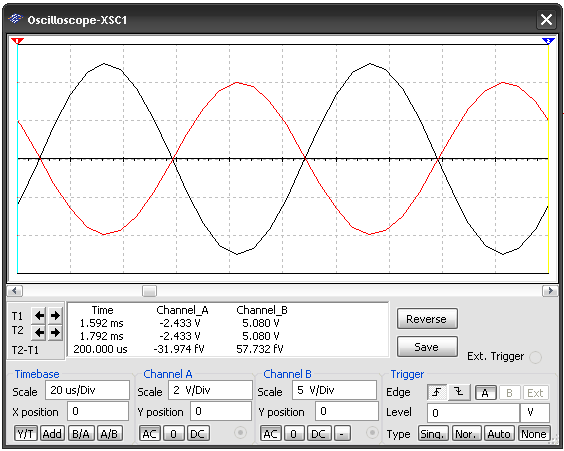 Oscilloscope-XSC1
1 2
T1 Time Channel_A Channel_B Reverse
1.592 ms -2.433 V 5.080 V
T2 1.792 ms -2.433 V 5.080 V Save
T2-T1 200.000 us -31.974 fV 57.732 fV Ext. Trigger
Timebase Channel A Channel B Trigger
Scale 20 us/Div Scale 2 V/Div Scale 5 V/Div Edge A B Ext
X position 0 Y position 0 Y position 0 Level 0 V
Y/T Add B/A A/B AC 0 DC AC 0 DC - Type Sing. Nor. Auto None